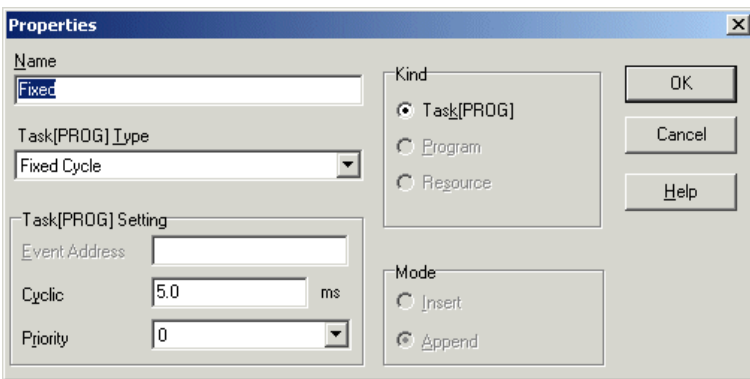 Properties
Name
Fixed
Task[PROG] Type
Fixed Cycle
Task[PROG] Setting
Event Address
Cyclic 5.0 ms
Priority 0
Kind
Task[PROG]
Program
Resource
Mode
Insert
Append
OK
Cancel
Help